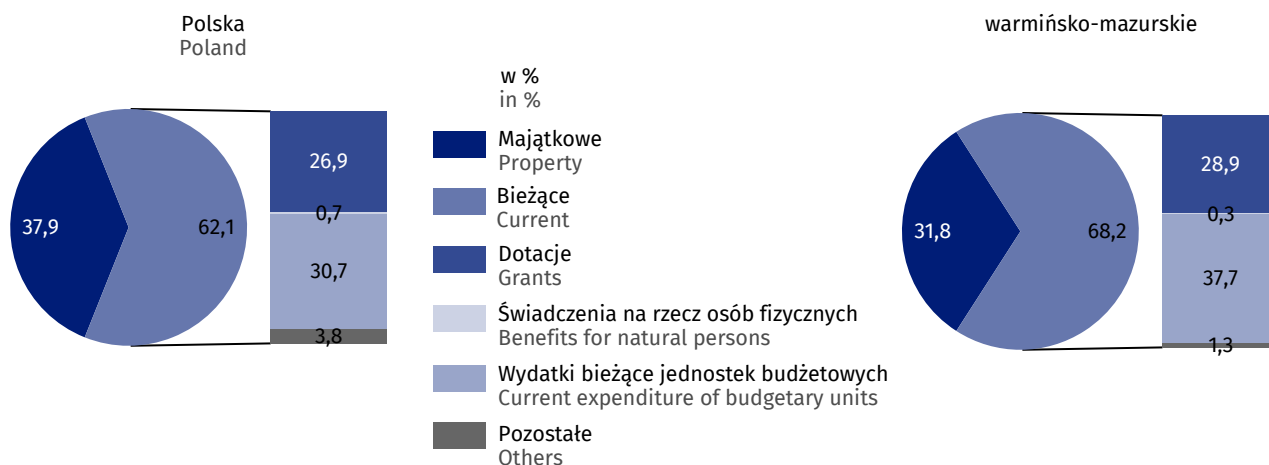 Polska
Poland
37,9
62,1
26,9
0,7
30,7
3,8
w %
in %
Majątkowe
Property
Bieżące
Current
Dotacje
Grants
Świadczenia na rzecz osób fizycznych
Benefits for natural persons
Wydatki bieżące jednostek budżetowych
Current expenditure of budgetary units
Pozostałe
Others
warmińsko-mazurskie
31,8
68,2
28,9
0,3
37,7
1,3